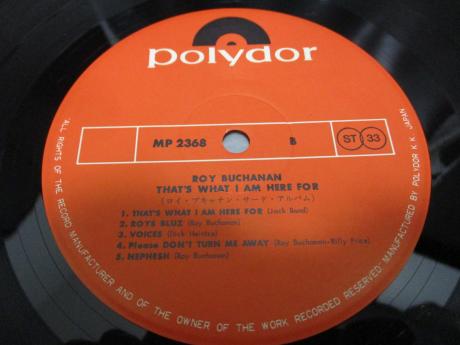 polydor
MP 2368
B
ST 33
ROY BUCHANAN
THAT'S WHAT I AM HERE FOR
(ロイ・ブキャナン・サード・アルバム)
1. THAT'S WHAT I AM HERE FOR (Jack Bond)
2. ROYS BLUZ (Roy Buchanan)
3. VOICES (Dick Heintze)
4. Please DON'T TURN ME AWAY (Roy Buchanan-Billy Price)
5. NEPHESH (Roy Buchanan)
ALL RIGHTS OF THE RECORD MANUFACTURER AND OF THE OWNER OF THE WORK RECORDED RESERVED. MANUFACTURED BY POLYDOR K.K. JAPAN